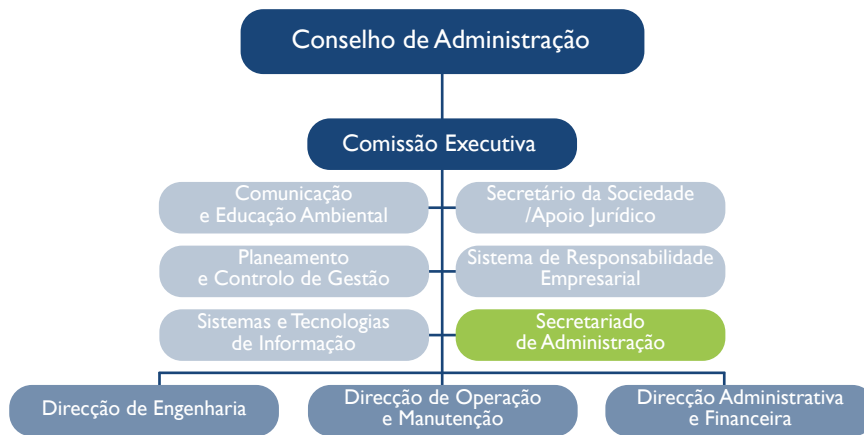 Conselho de Administração
Comissão Executiva
Comunicação
e Educação Ambiental
Secretário da Sociedade
/Apoio Jurídico
Planeamento
e Controlo de Gestão
Sistema de Responsabilidade
Empresarial
Sistemas e Tecnologias
de Informação
Secretariado
de Administração
Direcção de Engenharia
Direcção de Operação
e Manutenção
Direcção Administrativa
e Financeira